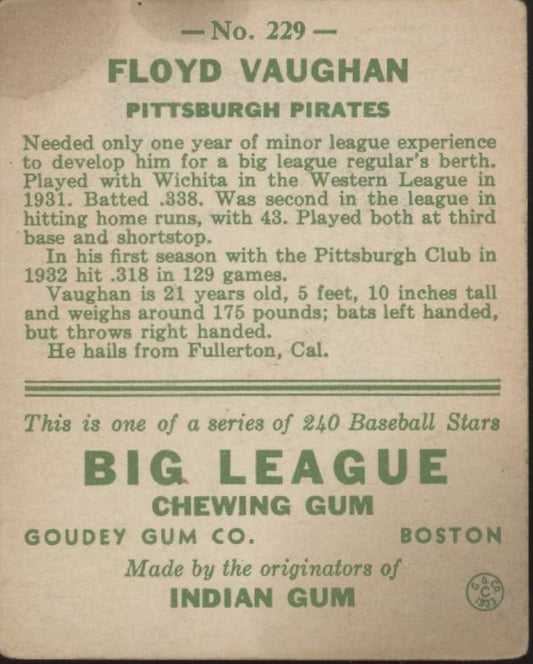 — No. 229 —
FLOYD VAUGHAN
PITTSBURGH PIRATES
Needed only one year of minor league experience
to develop him for a big league regular's berth.
Played with Wichita in the Western League in
1931. Batted .338. Was second in the league in
hitting home runs, with 43. Played both at third
base and shortstop.
In his first season with the Pittsburgh Club in
1932 hit .318 in 129 games.
Vaughan is 21 years old, 5 feet, 10 inches tall
and weighs around 175 pounds; bats left handed,
but throws right handed.
He hails from Fullerton, Cal.
This is one of a series of 240 Baseball Stars
BIG LEAGUE
CHEWING GUM
GOUDEY GUM CO. BOSTON
Made by the originators of
INDIAN GUM
G. G. CO.
C
1933